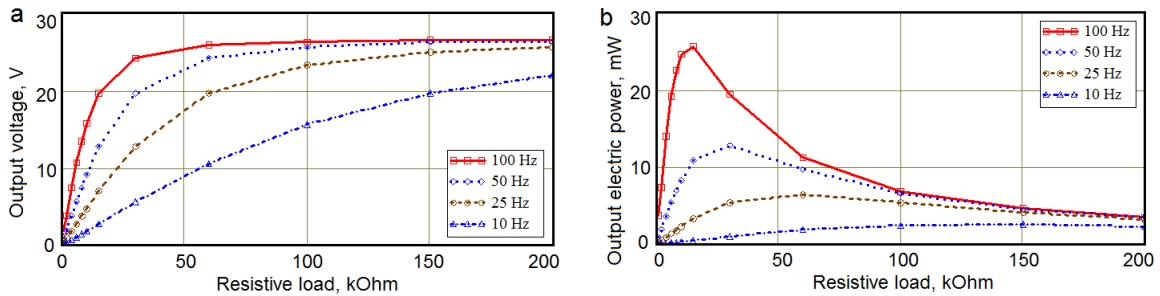 a
Output voltage, V
30
20
10
0
0
50
100
150
200
Resistive load, kOhm
100 Hz
50 Hz
25 Hz
10 Hz
b
Output electric power, mW
30
20
10
0
0
50
100
150
200
Resistive load, kOhm
100 Hz
50 Hz
25 Hz
10 Hz